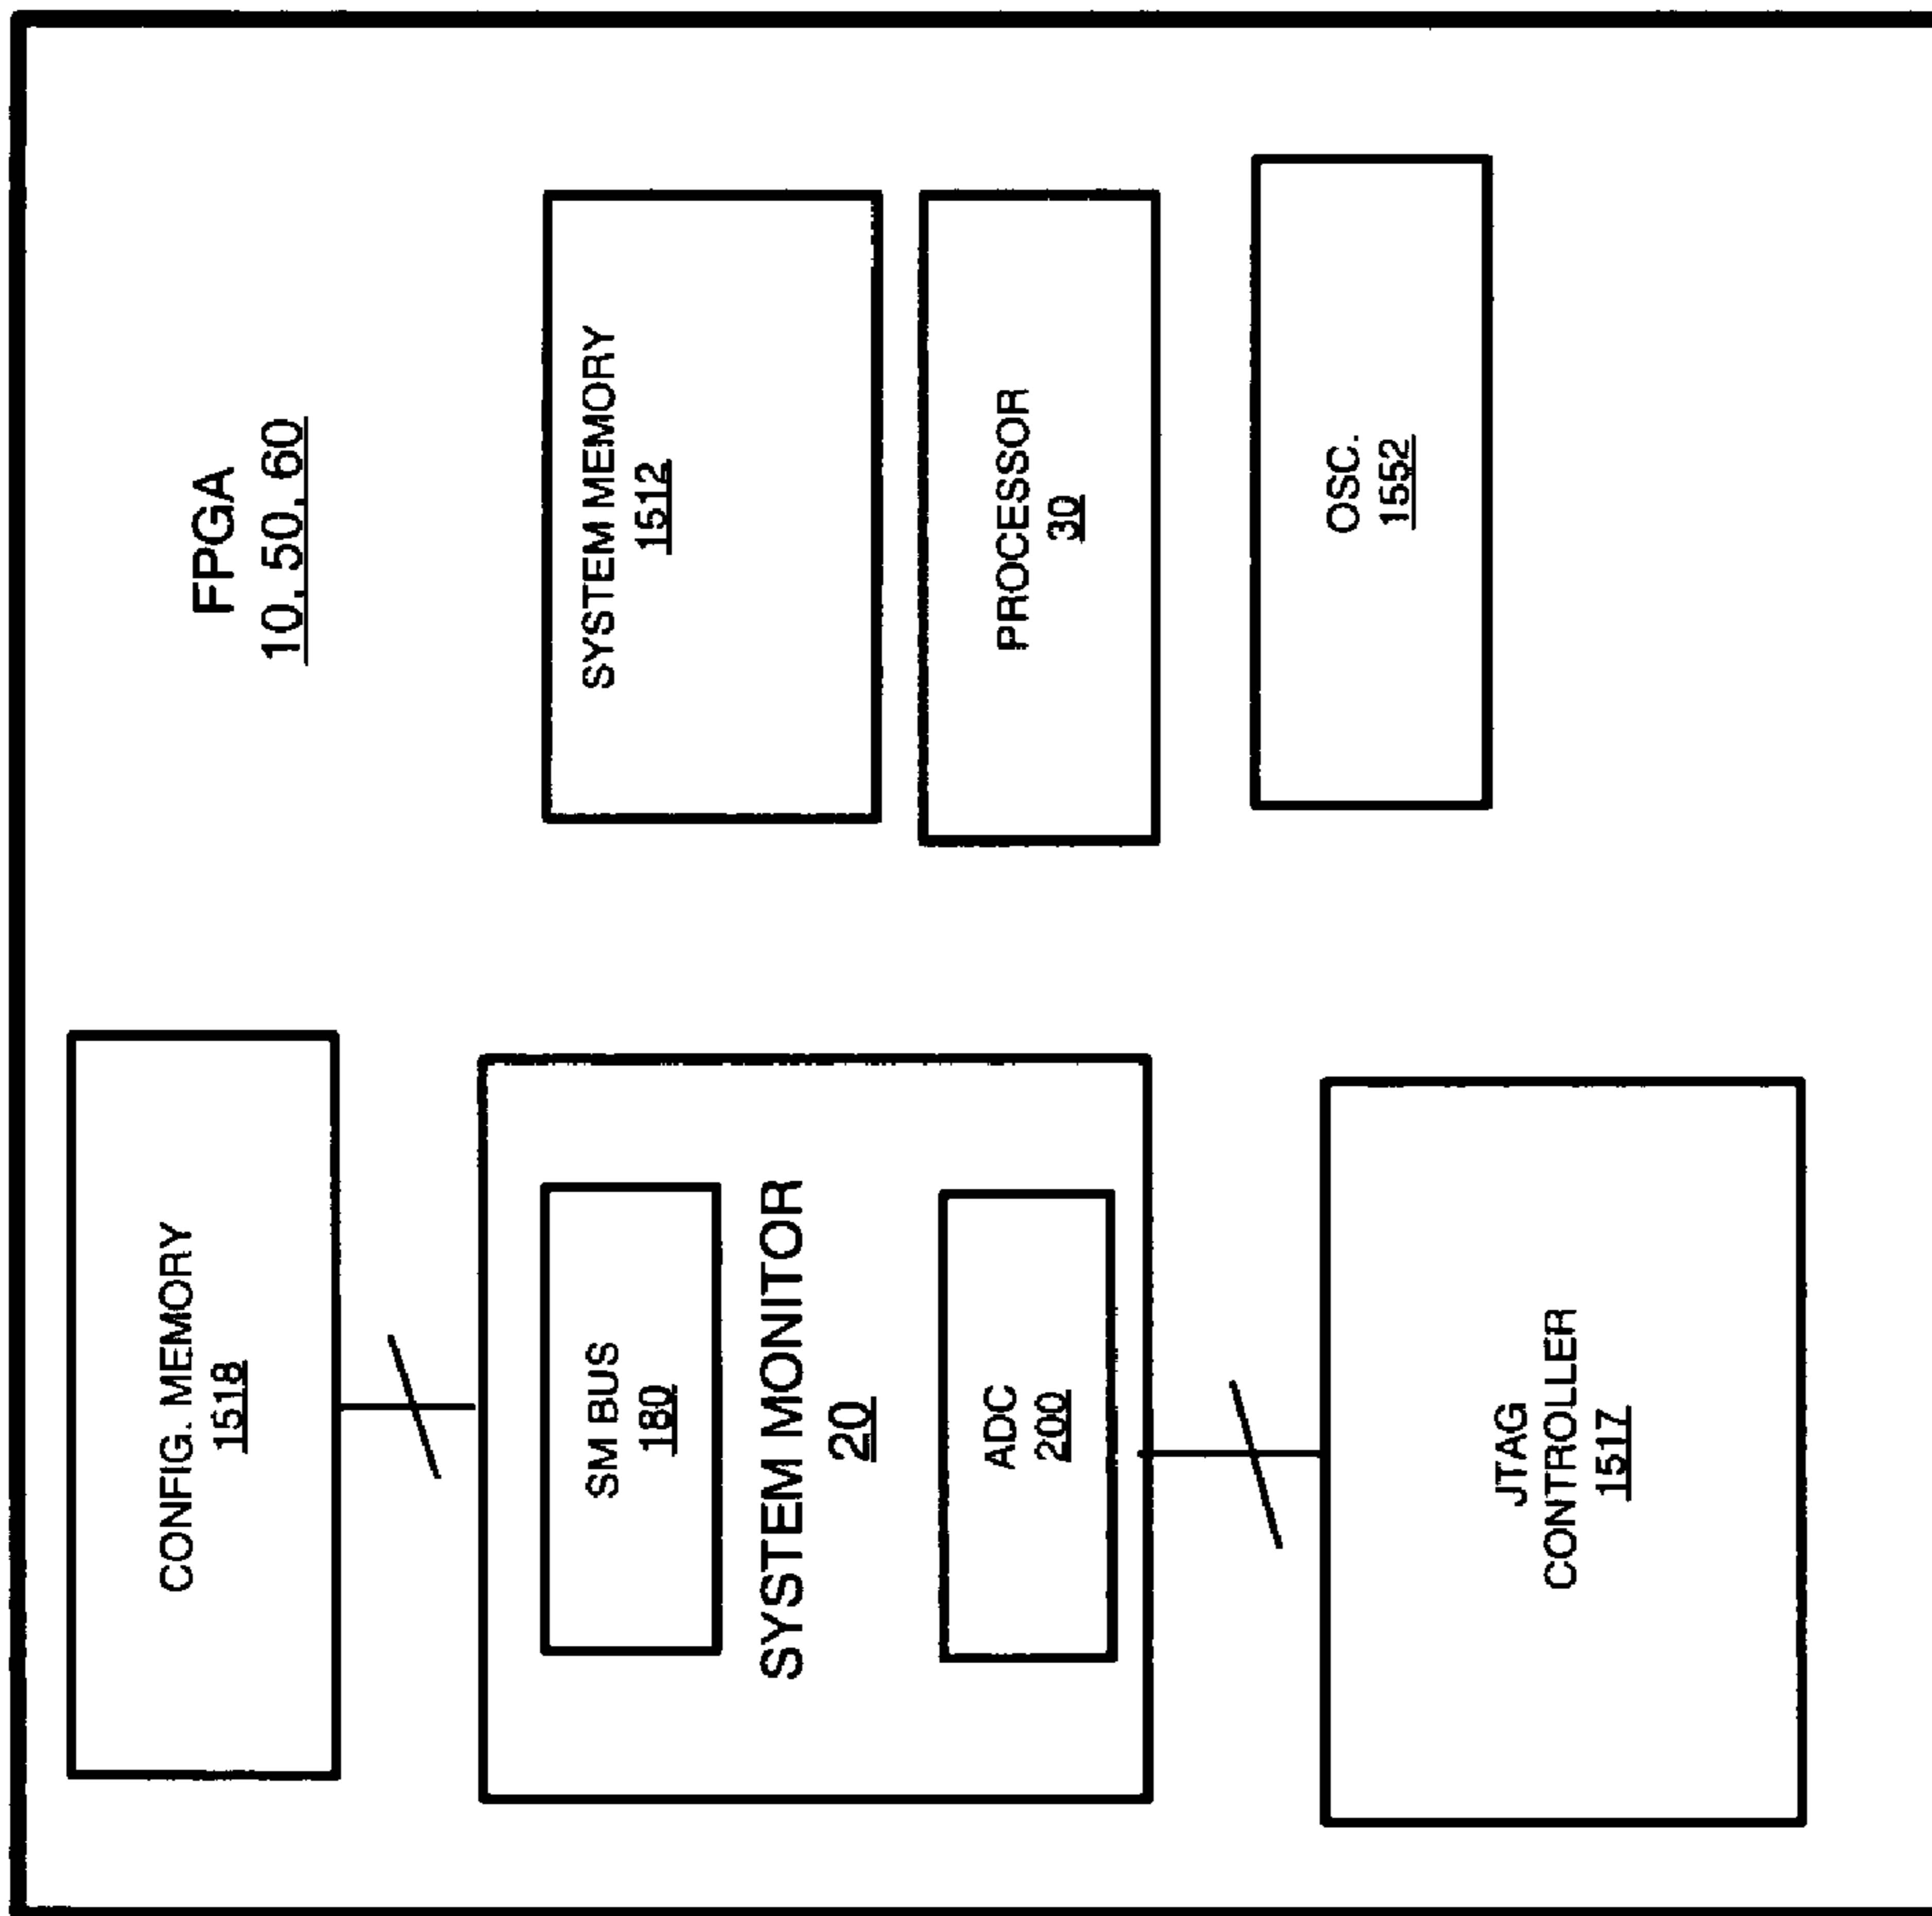 FPGA
10, 50, 60
CONFIG. MEMORY
1518
SYSTEM MEMORY
1512
SM BUS
180
SYSTEM MONITOR
20
ADC
200
PROCESSOR
30
OSC.
1552
JTAG
CONTROLLER
1517